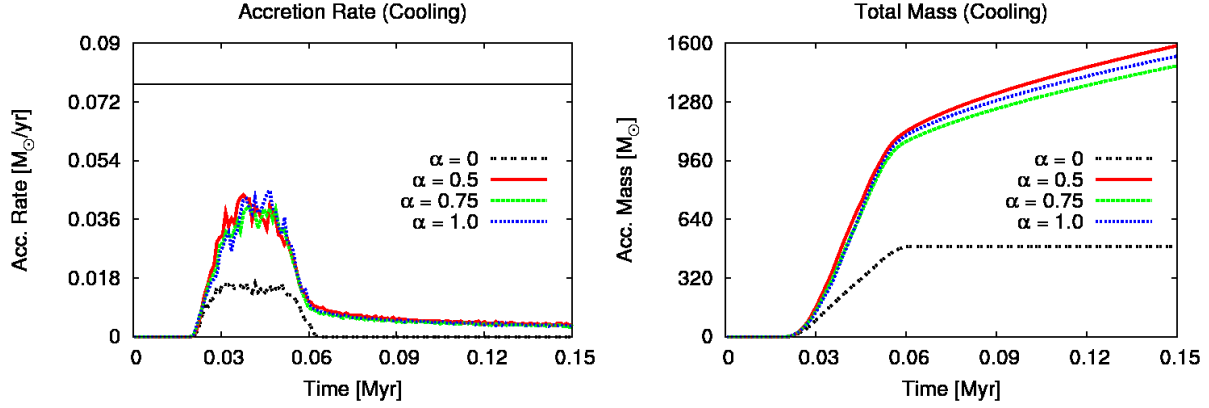 Accretion Rate (Cooling)
Acc. Rate [M☉/yr]
0.09
0.072
0.054
0.036
0.018
0
α = 0
α = 0.5
α = 0.75
α = 1.0
0 0.03 0.06 0.09 0.12 0.15
Time [Myr]
Total Mass (Cooling)
Acc. Mass [M☉]
1600
1280
960
640
320
0
α = 0
α = 0.5
α = 0.75
α = 1.0
0 0.03 0.06 0.09 0.12 0.15
Time [Myr]